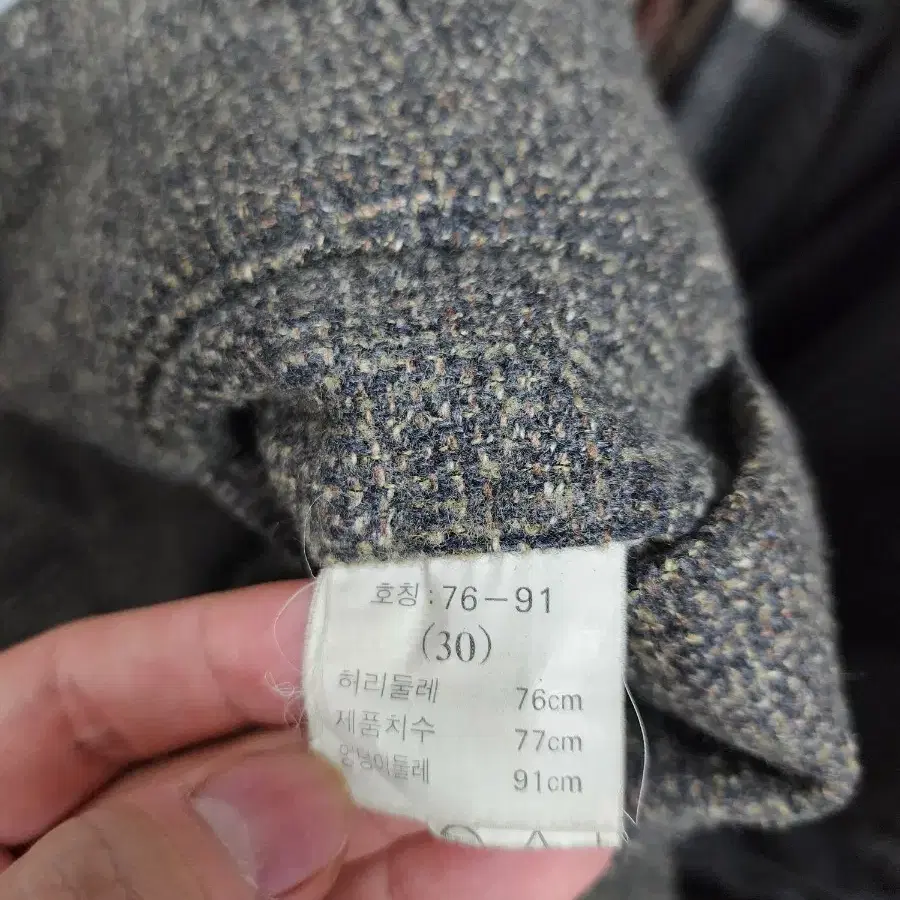 호칭 : 76-91
(30)
허리둘레 76cm
제품치수 77cm
엉덩이둘레 91cm